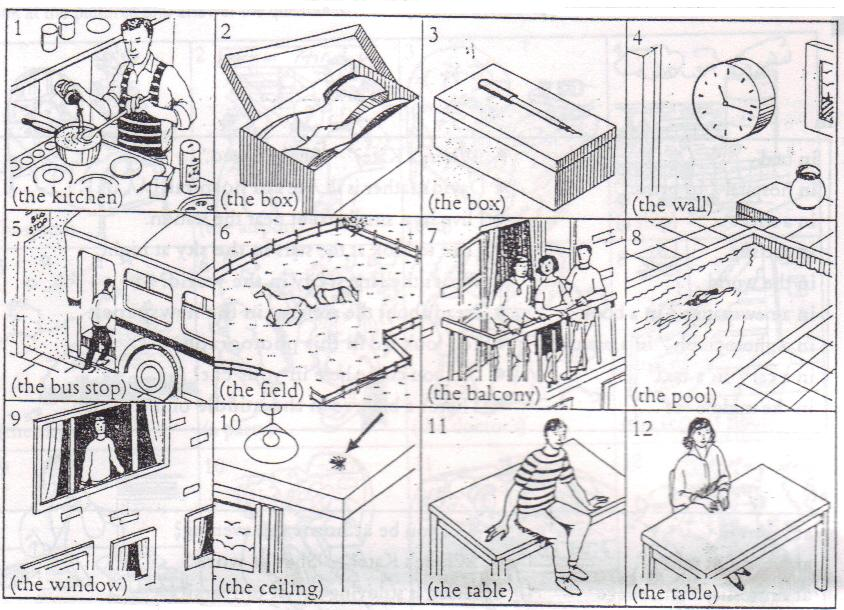 1
(the kitchen)
2
(the box)
3
(the box)
4
(the wall)
5
BUS
STOP
(the bus stop)
6
(the field)
7
(the balcony)
8
(the pool)
9
(the window)
10
(the ceiling)
11
(the table)
12
(the table)